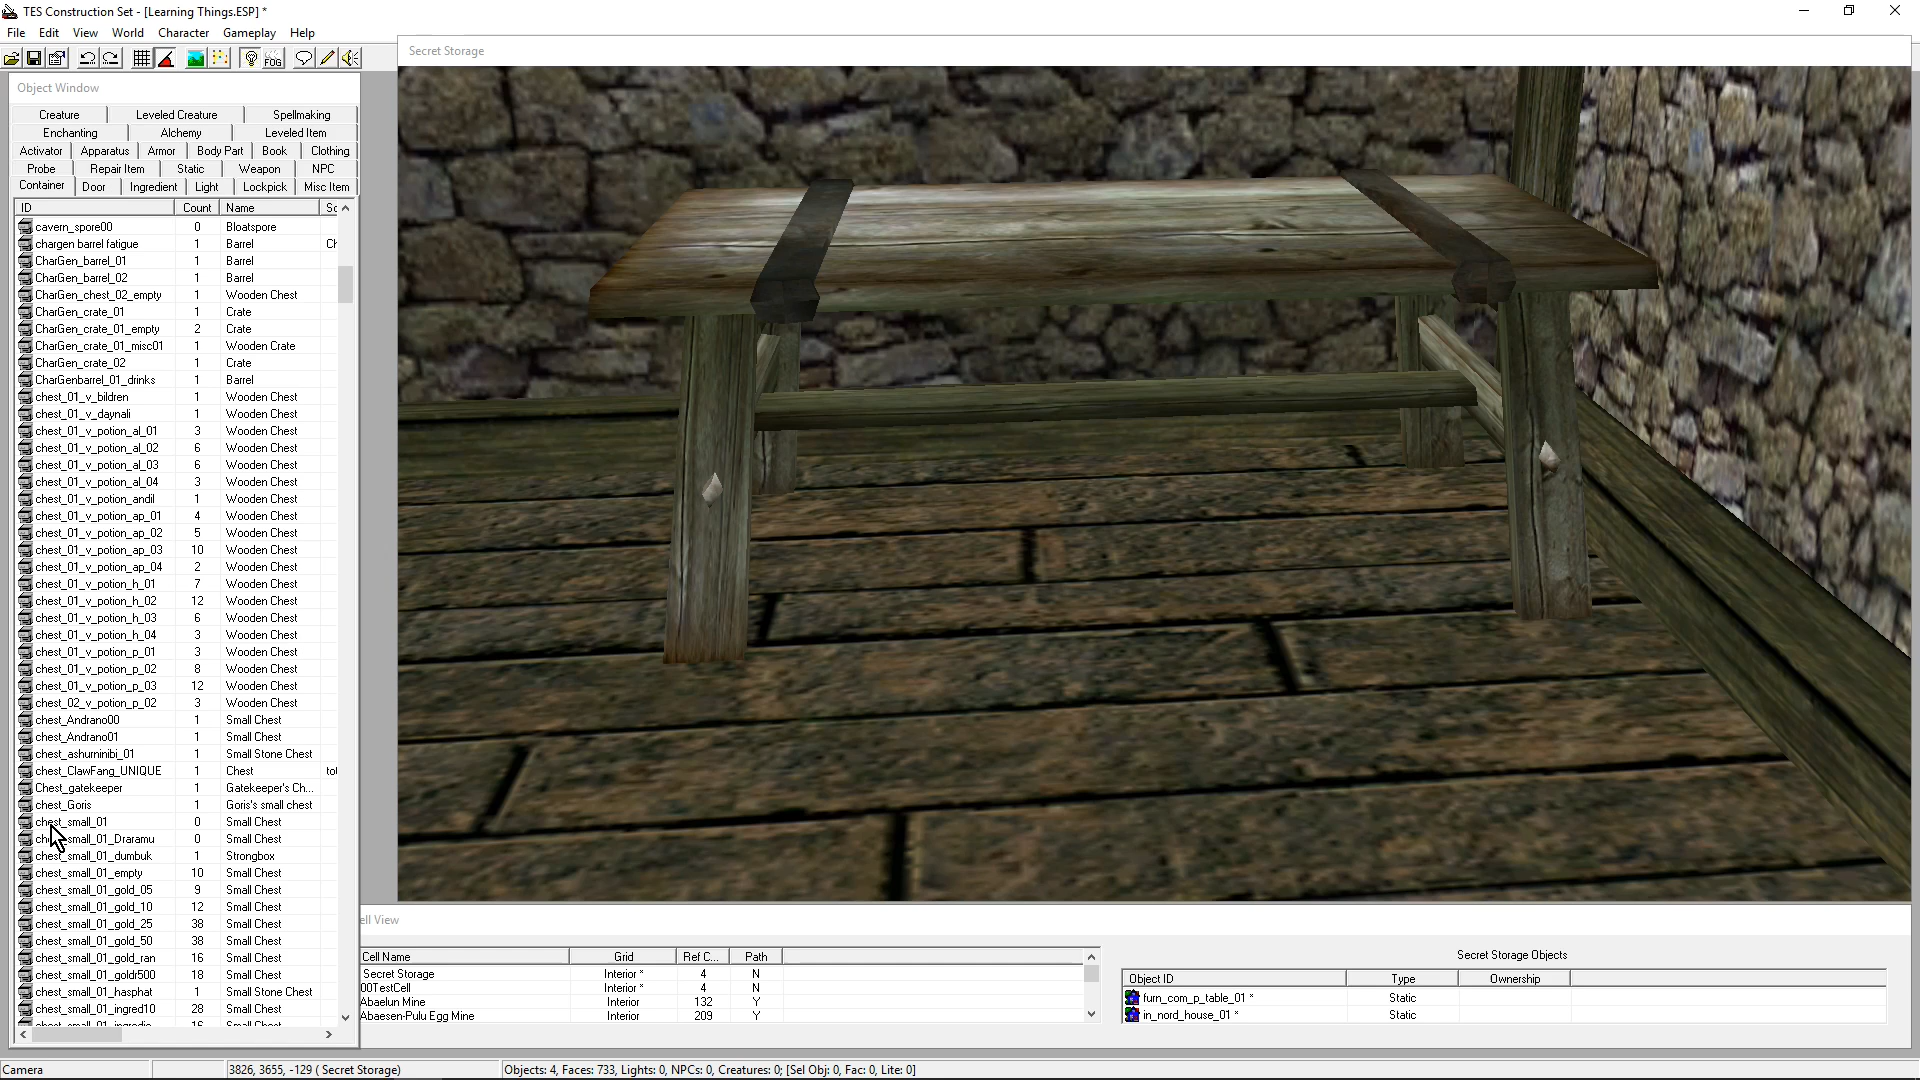 TES Construction Set - [Learning Things.ESP] *
File Edit View World Character Gameplay Help
Secret Storage
FOG
Object Window
Creature Leveled Creature Spellmaking
Enchanting Alchemy Leveled Item
Activator Apparatus Armor Body Part Book Clothing
Probe Repair Item Static Weapon NPC
Container Door Ingredient Light Lockpick Misc Item
ID Count Name Sc
cavern_spore00 0 Bloatspore
chargen barrel fatigue 1 Barrel Ch
CharGen_barrel_01 1 Barrel
CharGen_barrel_02 1 Barrel
CharGen_chest_02_empty 1 Wooden Chest
CharGen_crate_01 1 Crate
CharGen_crate_01_empty 2 Crate
CharGen_crate_01_misc01 1 Wooden Crate
CharGen_crate_02 1 Crate
CharGenbarrel_01_drinks 1 Barrel
chest_01_v_bildren 1 Wooden Chest
chest_01_v_daynali 1 Wooden Chest
chest_01_v_potion_al_01 3 Wooden Chest
chest_01_v_potion_al_02 6 Wooden Chest
chest_01_v_potion_al_03 6 Wooden Chest
chest_01_v_potion_al_04 3 Wooden Chest
chest_01_v_potion_andil 1 Wooden Chest
chest_01_v_potion_ap_01 4 Wooden Chest
chest_01_v_potion_ap_02 5 Wooden Chest
chest_01_v_potion_ap_03 10 Wooden Chest
chest_01_v_potion_ap_04 2 Wooden Chest
chest_01_v_potion_h_01 7 Wooden Chest
chest_01_v_potion_h_02 12 Wooden Chest
chest_01_v_potion_h_03 6 Wooden Chest
chest_01_v_potion_h_04 3 Wooden Chest
chest_01_v_potion_p_01 3 Wooden Chest
chest_01_v_potion_p_02 8 Wooden Chest
chest_01_v_potion_p_03 12 Wooden Chest
chest_02_v_potion_p_02 3 Wooden Chest
chest_Andrano00 1 Small Chest
chest_Andrano01 1 Small Chest
chest_ashurninibi_01 1 Small Stone Chest
chest_ClawFang_UNIQUE 1 Chest tol
Chest_gatekeeper 1 Gatekeeper's Ch...
chest_Goris 1 Goris's small chest
chest_small_01 0 Small Chest
chest_small_01_Draramu 0 Small Chest
chest_small_01_dumbuk 1 Strongbox
chest_small_01_empty 10 Small Chest
chest_small_01_gold_05 9 Small Chest
chest_small_01_gold_10 12 Small Chest
chest_small_01_gold_25 38 Small Chest
chest_small_01_gold_50 38 Small Chest
chest_small_01_gold_ran 16 Small Chest
chest_small_01_goldr500 18 Small Chest
chest_small_01_hasphat 1 Small Stone Chest
chest_small_01_ingred10 28 Small Chest
ell View
Cell Name Grid Ref C... Path
Secret Storage Interior * 4 N
00TestCell Interior * 4 N
Abaelun Mine Interior 132 Y
Abaesen-Pulu Egg Mine Interior 209 Y
Secret Storage Objects
Object ID Type Ownership
furn_com_p_table_01 * Static
in_nord_house_01 * Static
Camera 3826, 3655, -129 ( Secret Storage) Objects: 4, Faces: 733, Lights: 0, NPCs: 0, Creatures: 0; [Sel Obj: 0, Fac: 0, Lite: 0]